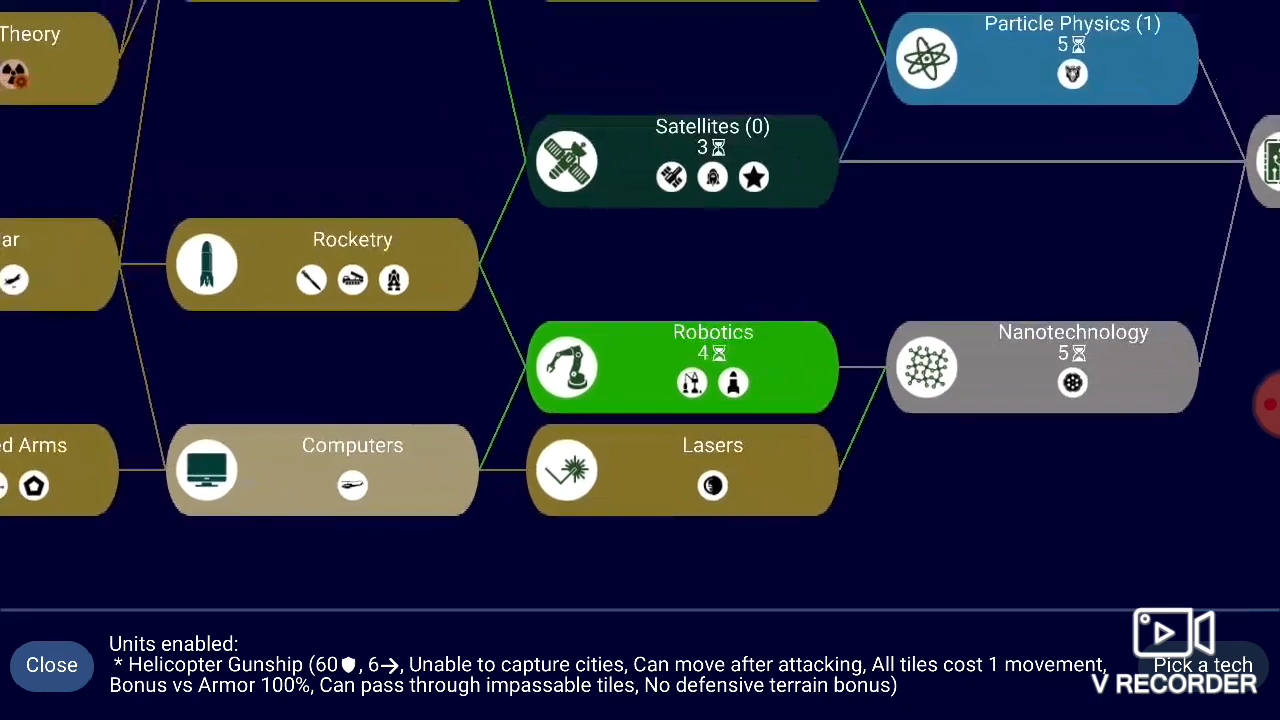 Theory
Particle Physics (1)
5
Satellites (0)
3
ar
Rocketry
Robotics
4
Nanotechnology
5
ed Arms
Computers
Lasers
Units enabled:
* Helicopter Gunship (60, 6, Unable to capture cities, Can move after attacking, All tiles cost 1 movement,
Bonus vs Armor 100%, Can pass through impassable tiles, No defensive terrain bonus)
Close
Pick a tech
V RECORDER